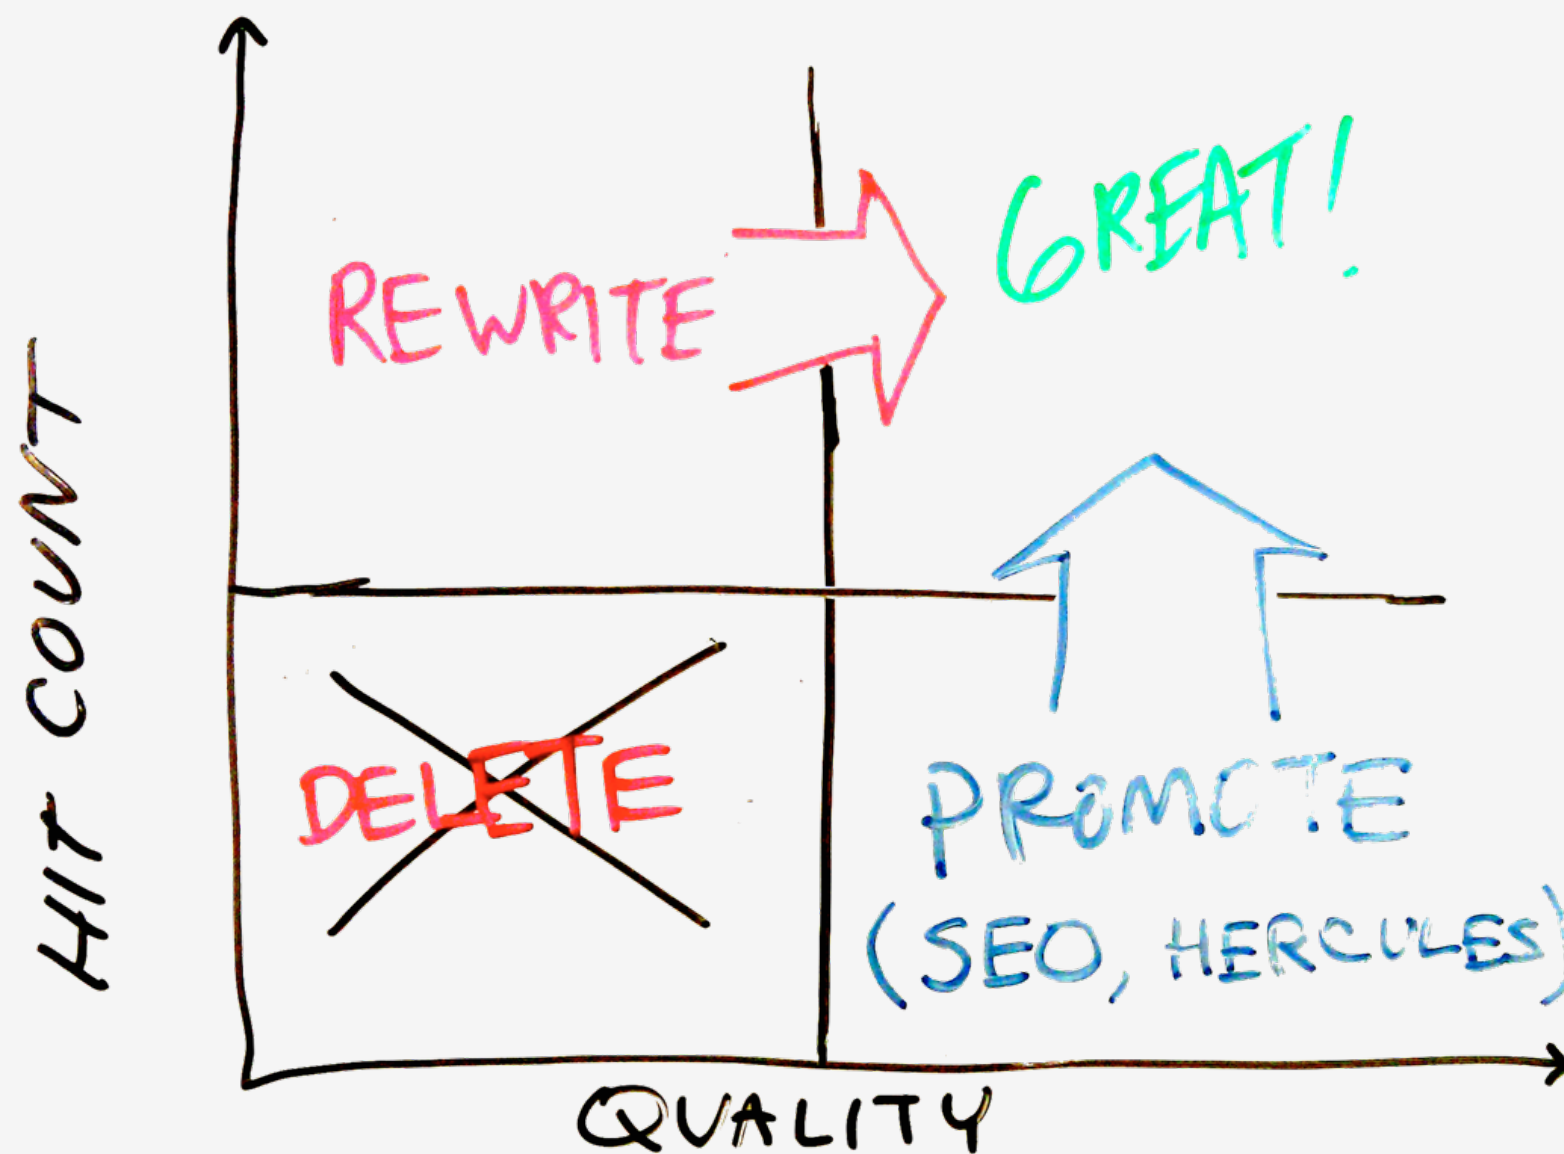 GREAT!
REWRITE
HIT COUNT
DELETE
PROMOTE
(SEO, HERCULES)
QUALITY